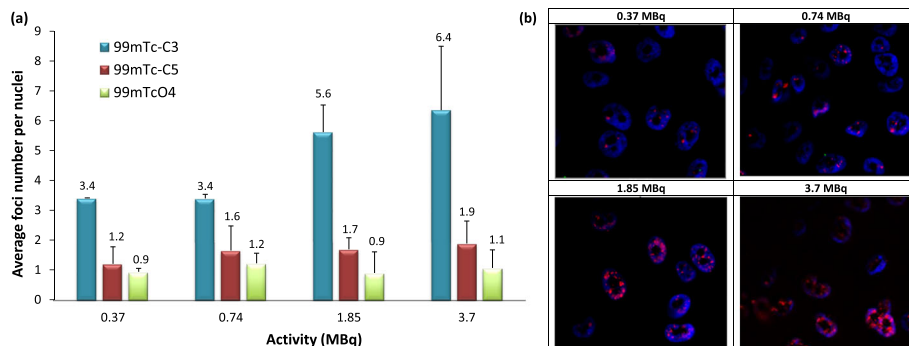 (a)
Average foci number per nuclei
9
8
7
6
5
4
3
2
1
0
99mTc-C3
99mTc-C5
99mTcO4
3.4
1.2
0.9
3.4
1.6
1.2
5.6
1.7
0.9
6.4
1.9
1.1
0.37
0.74
1.85
3.7
Activity (MBq)
(b)
0.37 MBq
0.74 MBq
1.85 MBq
3.7 MBq